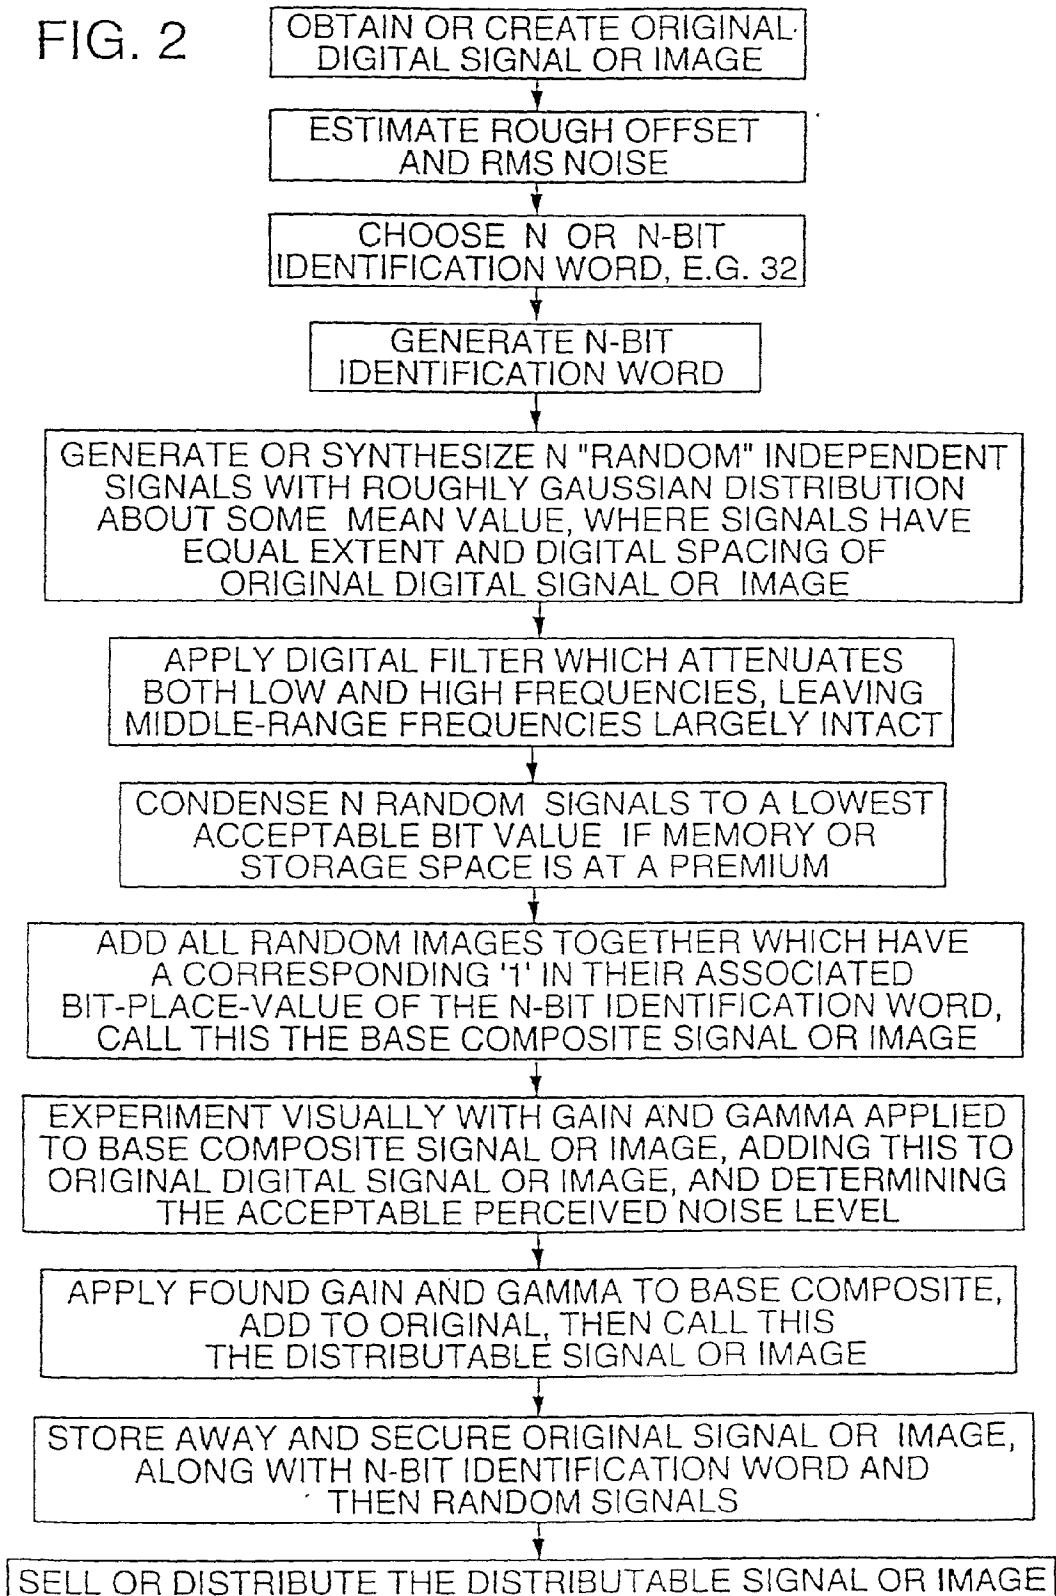 FIG. 2
OBTAIN OR CREATE ORIGINAL
DIGITAL SIGNAL OR IMAGE
ESTIMATE ROUGH OFFSET
AND RMS NOISE
CHOOSE N OR N-BIT
IDENTIFICATION WORD, E.G. 32
GENERATE N-BIT
IDENTIFICATION WORD
GENERATE OR SYNTHESIZE N "RANDOM" INDEPENDENT
SIGNALS WITH ROUGHLY GAUSSIAN DISTRIBUTION
ABOUT SOME MEAN VALUE, WHERE SIGNALS HAVE
EQUAL EXTENT AND DIGITAL SPACING OF
ORIGINAL DIGITAL SIGNAL OR IMAGE
APPLY DIGITAL FILTER WHICH ATTENUATES
BOTH LOW AND HIGH FREQUENCIES, LEAVING
MIDDLE-RANGE FREQUENCIES LARGELY INTACT
CONDENSE N RANDOM SIGNALS TO A LOWEST
ACCEPTABLE BIT VALUE IF MEMORY OR
STORAGE SPACE IS AT A PREMIUM
ADD ALL RANDOM IMAGES TOGETHER WHICH HAVE
A CORRESPONDING '1' IN THEIR ASSOCIATED
BIT-PLACE-VALUE OF THE N-BIT IDENTIFICATION WORD,
CALL THIS THE BASE COMPOSITE SIGNAL OR IMAGE
EXPERIMENT VISUALLY WITH GAIN AND GAMMA APPLIED
TO BASE COMPOSITE SIGNAL OR IMAGE, ADDING THIS TO
ORIGINAL DIGITAL SIGNAL OR IMAGE, AND DETERMINING
THE ACCEPTABLE PERCEIVED NOISE LEVEL
APPLY FOUND GAIN AND GAMMA TO BASE COMPOSITE,
ADD TO ORIGINAL, THEN CALL THIS
THE DISTRIBUTABLE SIGNAL OR IMAGE
STORE AWAY AND SECURE ORIGINAL SIGNAL OR IMAGE,
ALONG WITH N-BIT IDENTIFICATION WORD AND
THEN RANDOM SIGNALS
SELL OR DISTRIBUTE THE DISTRIBUTABLE SIGNAL OR IMAGE